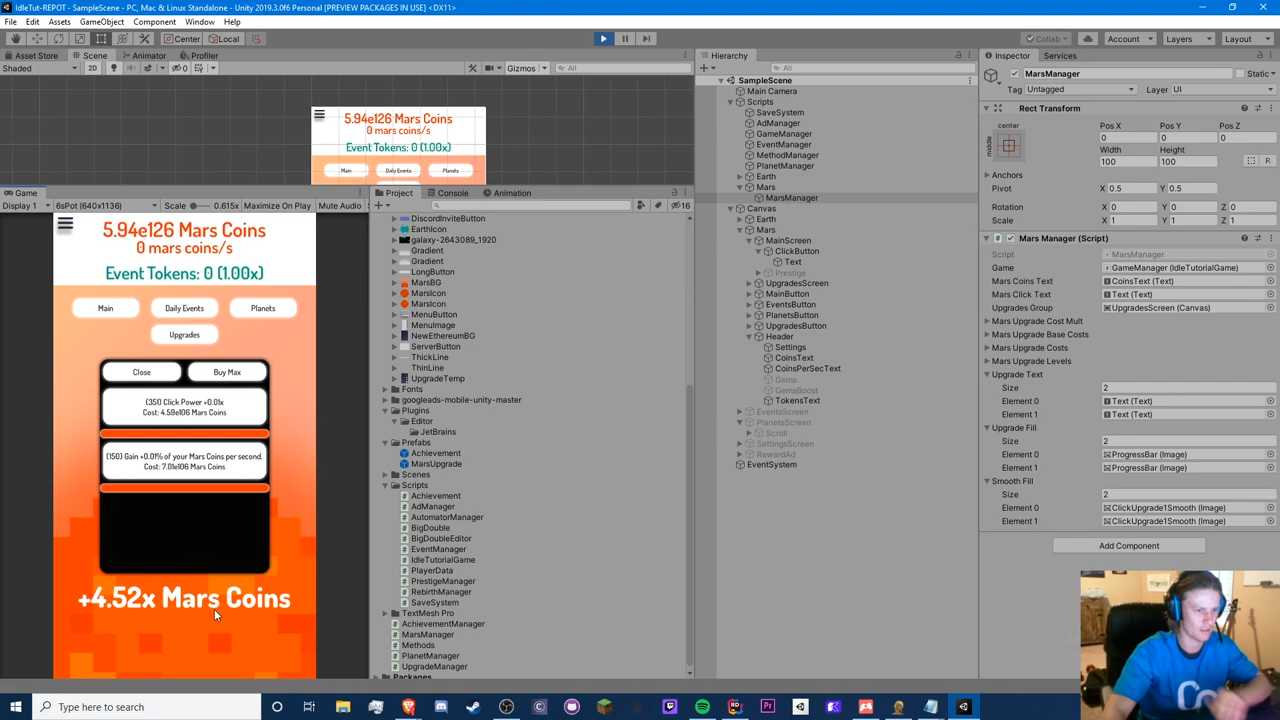 IdleTut-REPOT - SampleScene - PC, Mac & Linux Standalone - Unity 2019.3.0f6 Personal [PREVIEW PACKAGES IN USE] <DX11>
File Edit Assets GameObject Component Window Help
Center Local Collab Account Layers Layout
Asset Store Scene Animator Profiler
Shaded 2D 0 Gizmos All
5.94e126 Mars Coins
0 mars coins/s
Event Tokens: 0 (1.00x)
Main Daily Events Planets
Game
Display 1 6Spot (640x1136) Scale 0.615x Maximize On Play Mute Audio
5.94e126 Mars Coins
0 mars coins/s
Event Tokens: 0 (1.00x)
Main Daily Events Planets
Upgrades
Close Buy Max
(351) Click Power +0.01x
Cost: 4.59e106 Mars Coins
(150) Gain +0.01% of your Mars Coins per second.
Cost: 7.01e106 Mars Coins
+4.52x Mars Coins
Project Console Animation
16
DiscordInviteButton
EarthIcon
galaxy-2643089_1920
Gradient
Gradient
LongButton
MarsBG
MarsIcon
MarsIcon
MenuButton
MenuImage
NewEthereumBG
ServerButton
ThickLine
ThinLine
UpgradeTemp
Fonts
googleads-mobile-unity-master
Plugins
Editor
JetBrains
Prefabs
Achievement
MarsUpgrade
Scenes
Scripts
Achievement
AdManager
AutomatorManager
BigDouble
BigDoubleEditor
EventManager
IdleTutorialGame
PlayerData
PrestigeManager
RebirthManager
SaveSystem
TextMesh Pro
AchievementManager
MarsManager
Methods
PlanetManager
UpgradeManager
Packages
Hierarchy
All
SampleScene
Main Camera
Scripts
SaveSystem
AdManager
GameManager
EventManager
MethodManager
PlanetManager
Earth
Mars
MarsManager
Canvas
Earth
Mars
MainScreen
ClickButton
Text
Prestige
UpgradesScreen
MainButton
EventsButton
PlanetsButton
UpgradesButton
Header
Settings
CoinsText
CoinsPerSecText
Gems
GemsBoost
TokensText
EventsScreen
PlanetsScreen
Scroll
SettingsScreen
RewardAd
EventSystem
Inspector Services
MarsManager Static
Tag Untagged Layer UI
Rect Transform
center Pos X Pos Y Pos Z
middle 0 0 0
Width Height
100 100 R
Anchors
Pivot X 0.5 Y 0.5
Rotation X 0 Y 0 Z 0
Scale X 1 Y 1 Z 1
Mars Manager (Script)
Script MarsManager
Game GameManager (IdleTutorialGame)
Mars Coins Text CoinsText (Text)
Mars Click Text Text (Text)
Upgrades Group UpgradesScreen (Canvas)
Mars Upgrade Cost Mult
Mars Upgrade Base Costs
Mars Upgrade Costs
Mars Upgrade Levels
Upgrade Text
Size 2
Element 0 Text (Text)
Element 1 Text (Text)
Upgrade Fill
Size 2
Element 0 ProgressBar (Image)
Element 1 ProgressBar (Image)
Smooth Fill
Size 2
Element 0 ClickUpgrade1Smooth (Image)
Element 1 ClickUpgrade1Smooth (Image)
Add Component
Type here to search